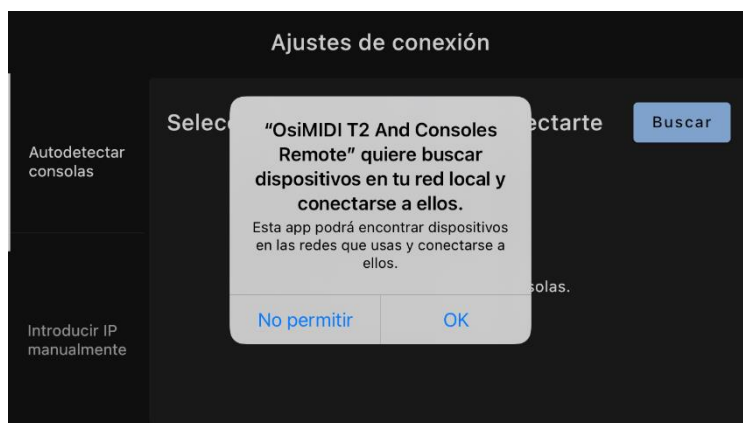 Ajustes de conexión
Selec
ectarte
Buscar
Autodetectar
consolas
“OsiMIDI T2 And Consoles
Remote” quiere buscar
dispositivos en tu red local y
conectarse a ellos.
Esta app podrá encontrar dispositivos
en las redes que usas y conectarse a
ellos.
solas.
No permitir
OK
Introducir IP
manualmente